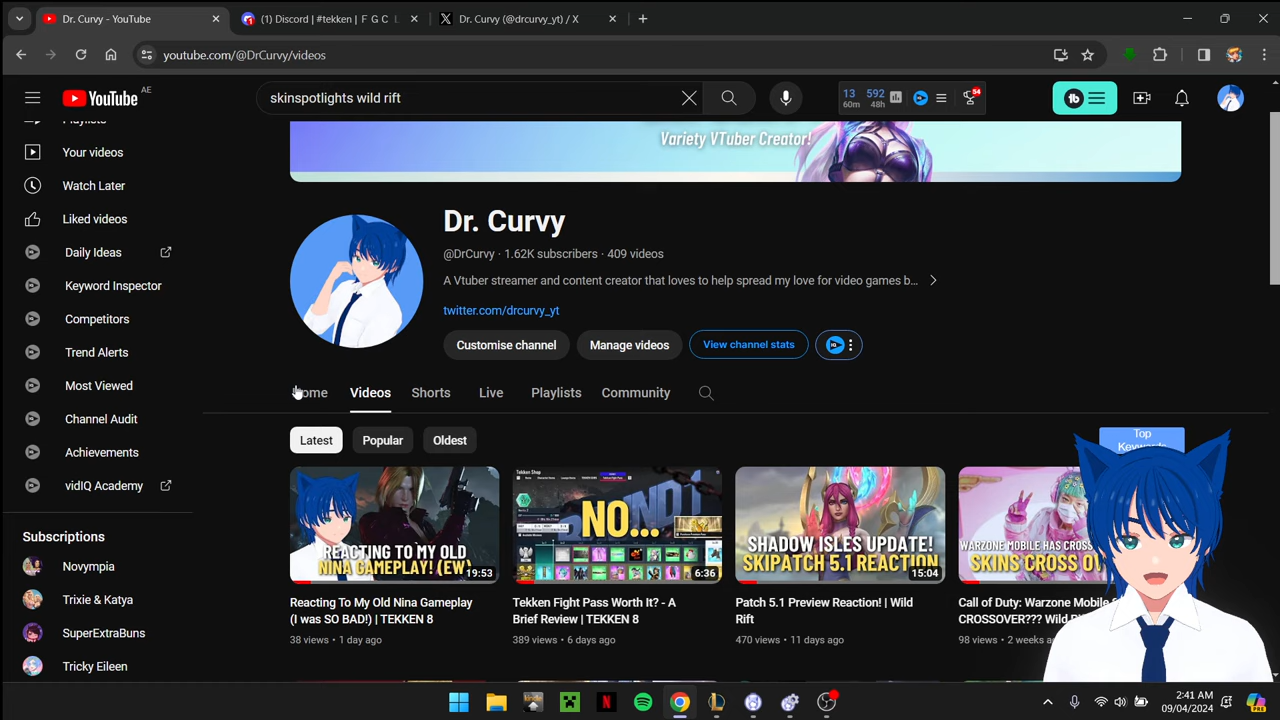 Dr. Curvy - YouTube
(1) Discord | #tekken | F G C
Dr. Curvy (@drcurvy_yt) / X
youtube.com/@DrCurvy/videos
YouTube AE
skinspotlights wild rift
13 592
60m 48h
54
tb
Playlists
Your videos
Watch Later
Liked videos
Daily Ideas
Keyword Inspector
Competitors
Trend Alerts
Most Viewed
Channel Audit
Achievements
vidIQ Academy
Subscriptions
Novympia
Trixie & Katya
SuperExtraBuns
Tricky Eileen
Variety VTuber Creator!
Dr. Curvy
@DrCurvy · 1.62K subscribers · 409 videos
A Vtuber streamer and content creator that loves to help spread my love for video games b...
twitter.com/drcurvy_yt
Customise channel
Manage videos
View channel stats
Home
Videos
Shorts
Live
Playlists
Community
Latest
Popular
Oldest
Top
REACTING TO MY OLD
NINA GAMEPLAY! (EW)
19:53
Tekken Shop
NO...
6:36
SHADOW ISLES UPDATE!
SKIPATCH 5.1 REACTION
15:04
WARZONE MOBILE HAS CROSS
SKINS CROSS OV
Reacting To My Old Nina Gameplay
(I was SO BAD!) | TEKKEN 8
38 views · 1 day ago
Tekken Fight Pass Worth It? - A
Brief Review | TEKKEN 8
389 views · 6 days ago
Patch 5.1 Preview Reaction! | Wild
Rift
470 views · 11 days ago
Call of Duty: Warzone Mobile
CROSSOVER???
98 views · 2 weeks
2:41 AM
09/04/2024
PRE